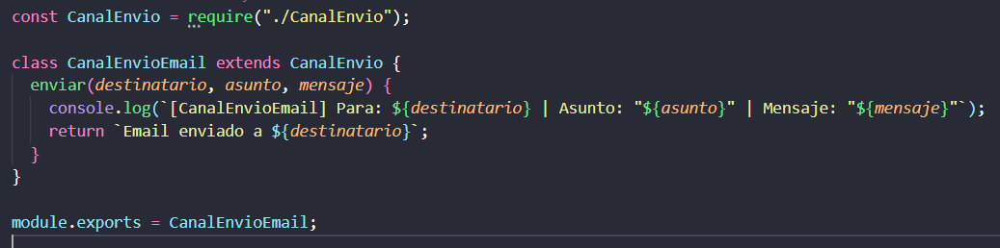 const CanalEnvio = require("./CanalEnvio");
class CanalEnvioEmail extends CanalEnvio {
enviar(destinatario, asunto, mensaje) {
console.log(`[CanalEnvioEmail] Para: ${destinatario} | Asunto: "${asunto}" | Mensaje: "${mensaje}"`);
return `Email enviado a ${destinatario}`;
}
}
module.exports = CanalEnvioEmail;